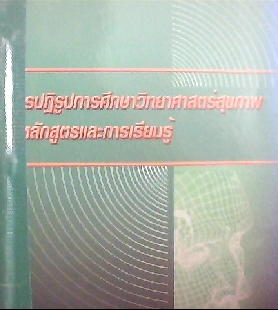 รปฏิรูปการศึกษาวิทยาศาสตร์สุขภาพ
หลักสูตรและการเรียนรู้